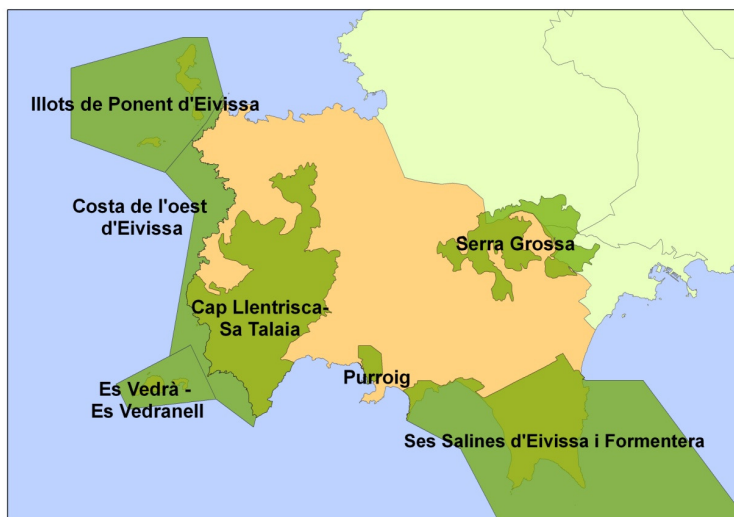 Illots de Ponent d'Eivissa
Costa de l'oest
d'Eivissa
Serra Grossa
Cap Llentrisca-
Sa Talaia
Purroig
Es Vedrà -
Es Vedranell
Ses Salines d'Eivissa i Formentera